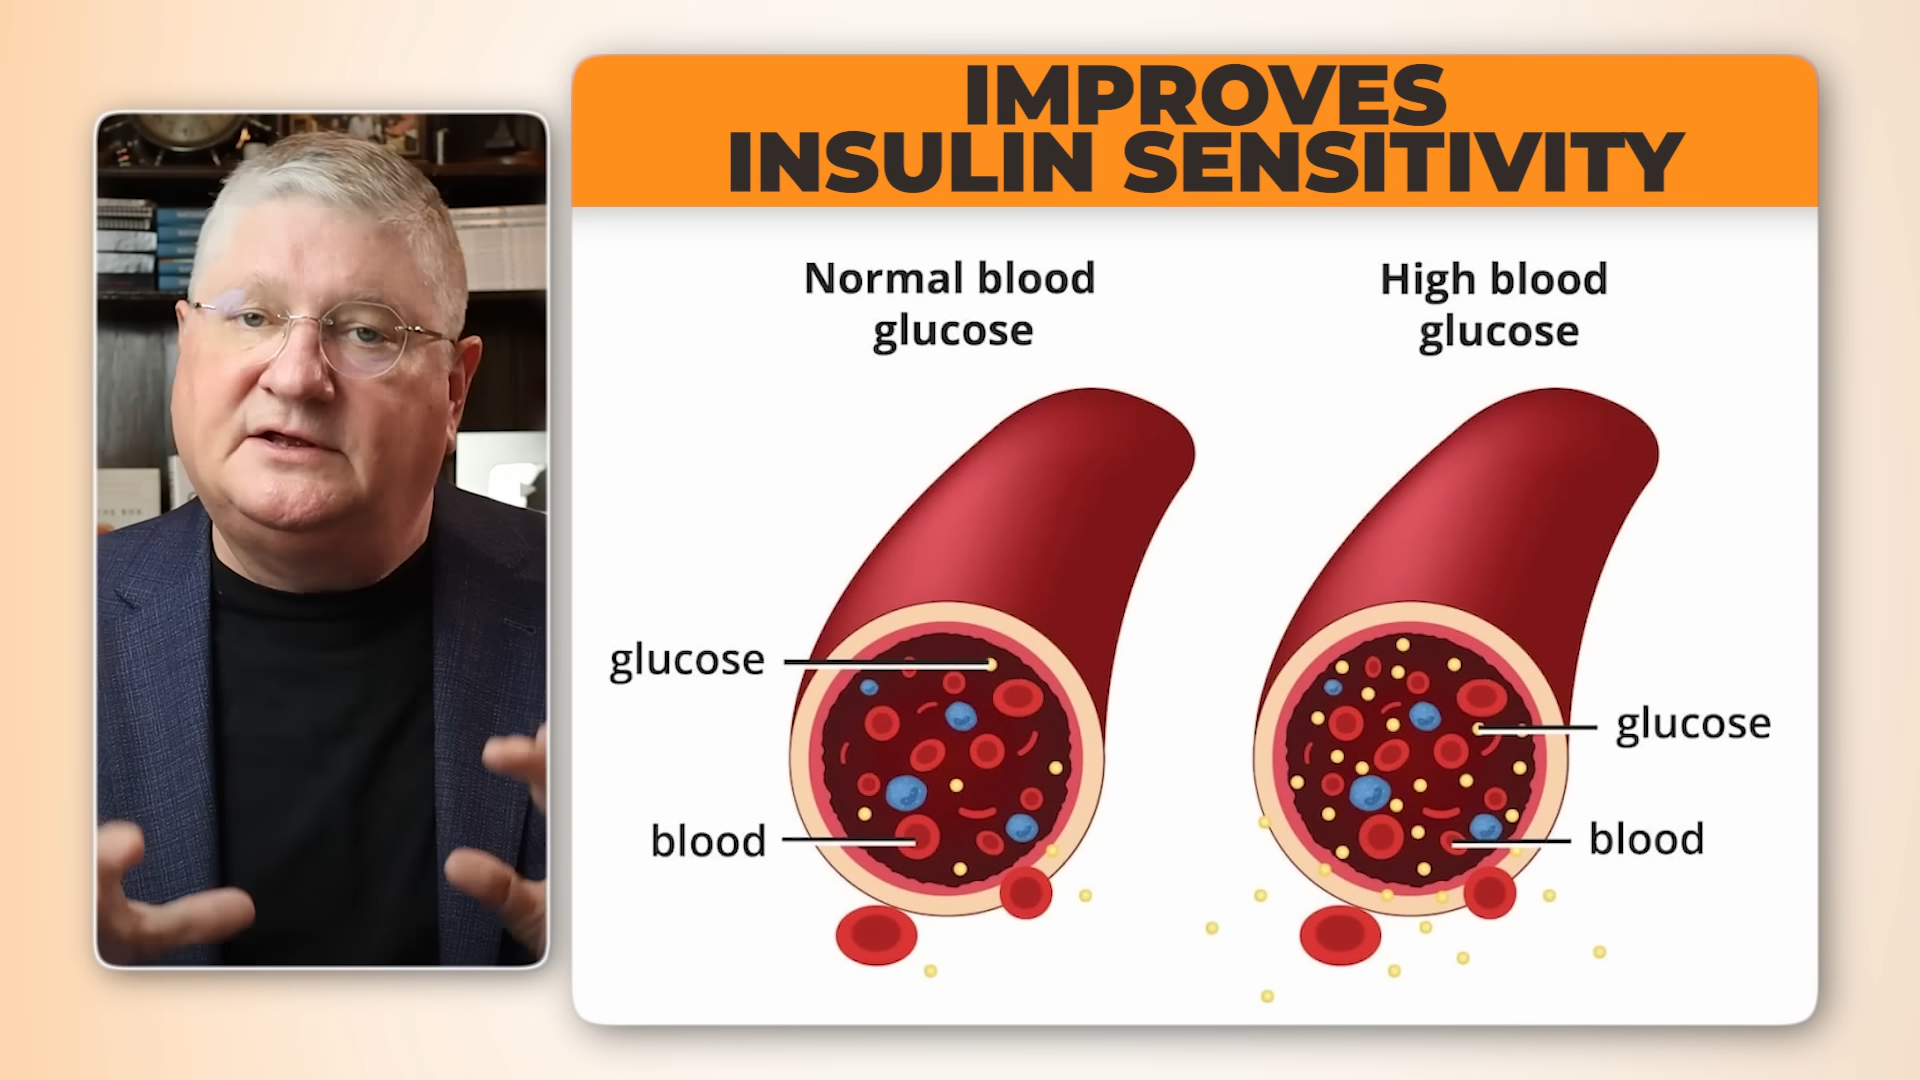 IMPROVES
INSULIN SENSITIVITY
Normal blood
glucose
High blood
glucose
glucose
glucose
blood
blood